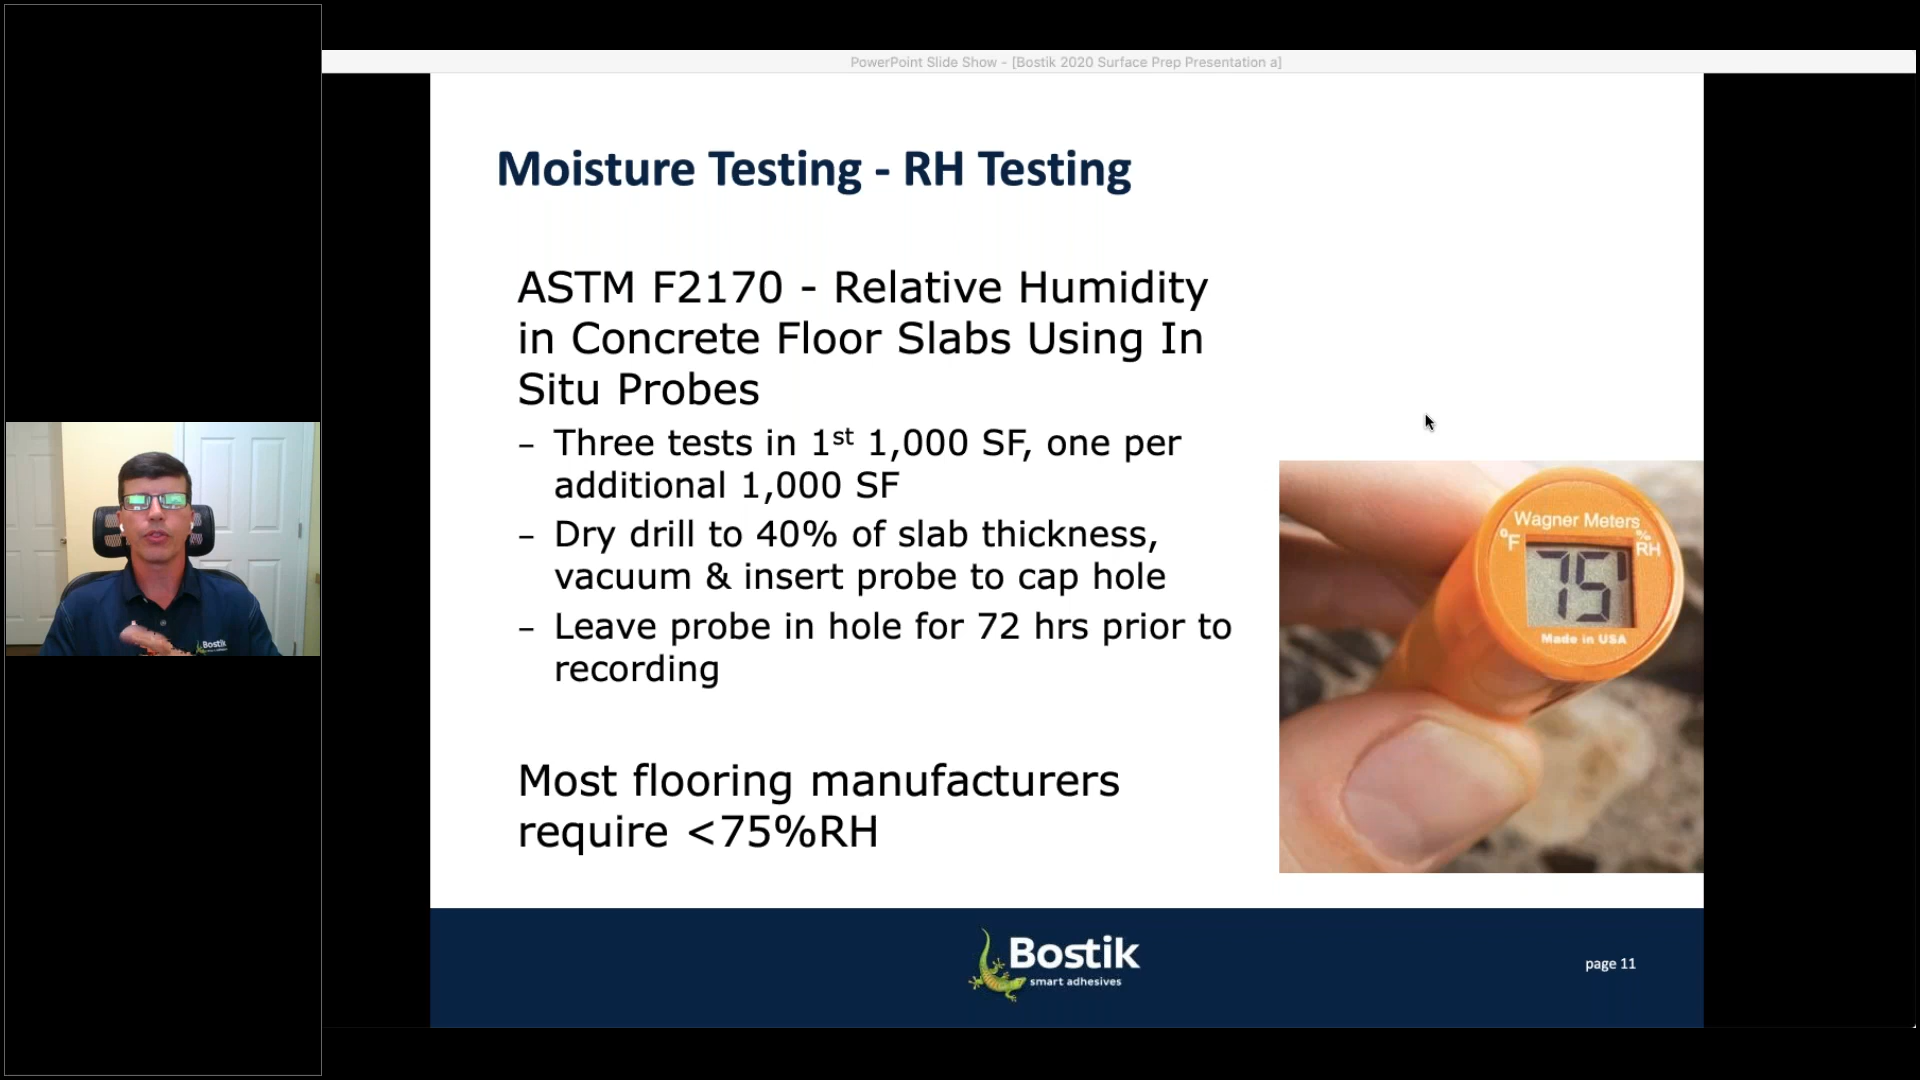 PowerPoint Slide Show - [Bostik 2020 Surface Prep Presentation a]
Moisture Testing - RH Testing
ASTM F2170 - Relative Humidity
in Concrete Floor Slabs Using In
Situ Probes
– Three tests in 1st 1,000 SF, one per
additional 1,000 SF
– Dry drill to 40% of slab thickness,
vacuum & insert probe to cap hole
– Leave probe in hole for 72 hrs prior to
recording
Most flooring manufacturers
require <75%RH
Wagner Meters
°F
%
RH
75
Made in USA
Bostik
Bostik
smart adhesives
page 11